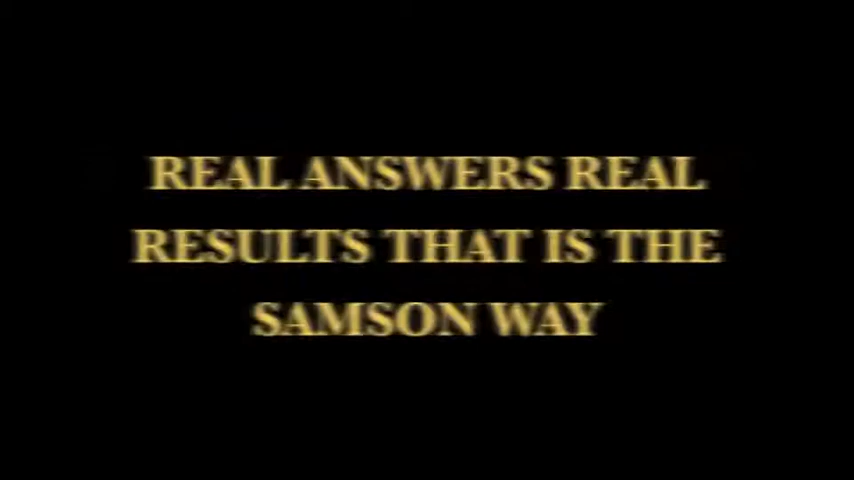 REAL ANSWERS REAL
RESULTS THAT IS THE
SAMSON WAY